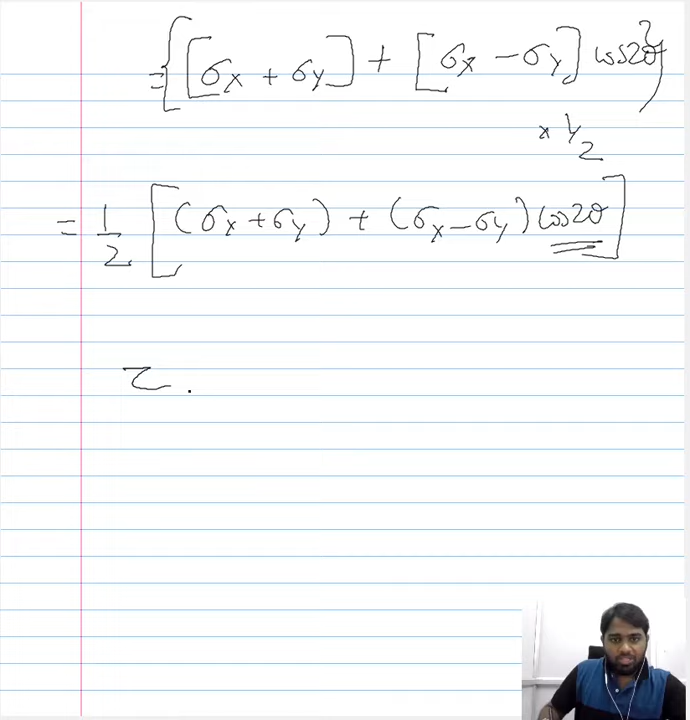 = { [σx + σy] + [σx − σy] cos2θ }
× 1/2
= 1/2 [ (σx + σy) + (σx − σy) cos2θ ]
τ .